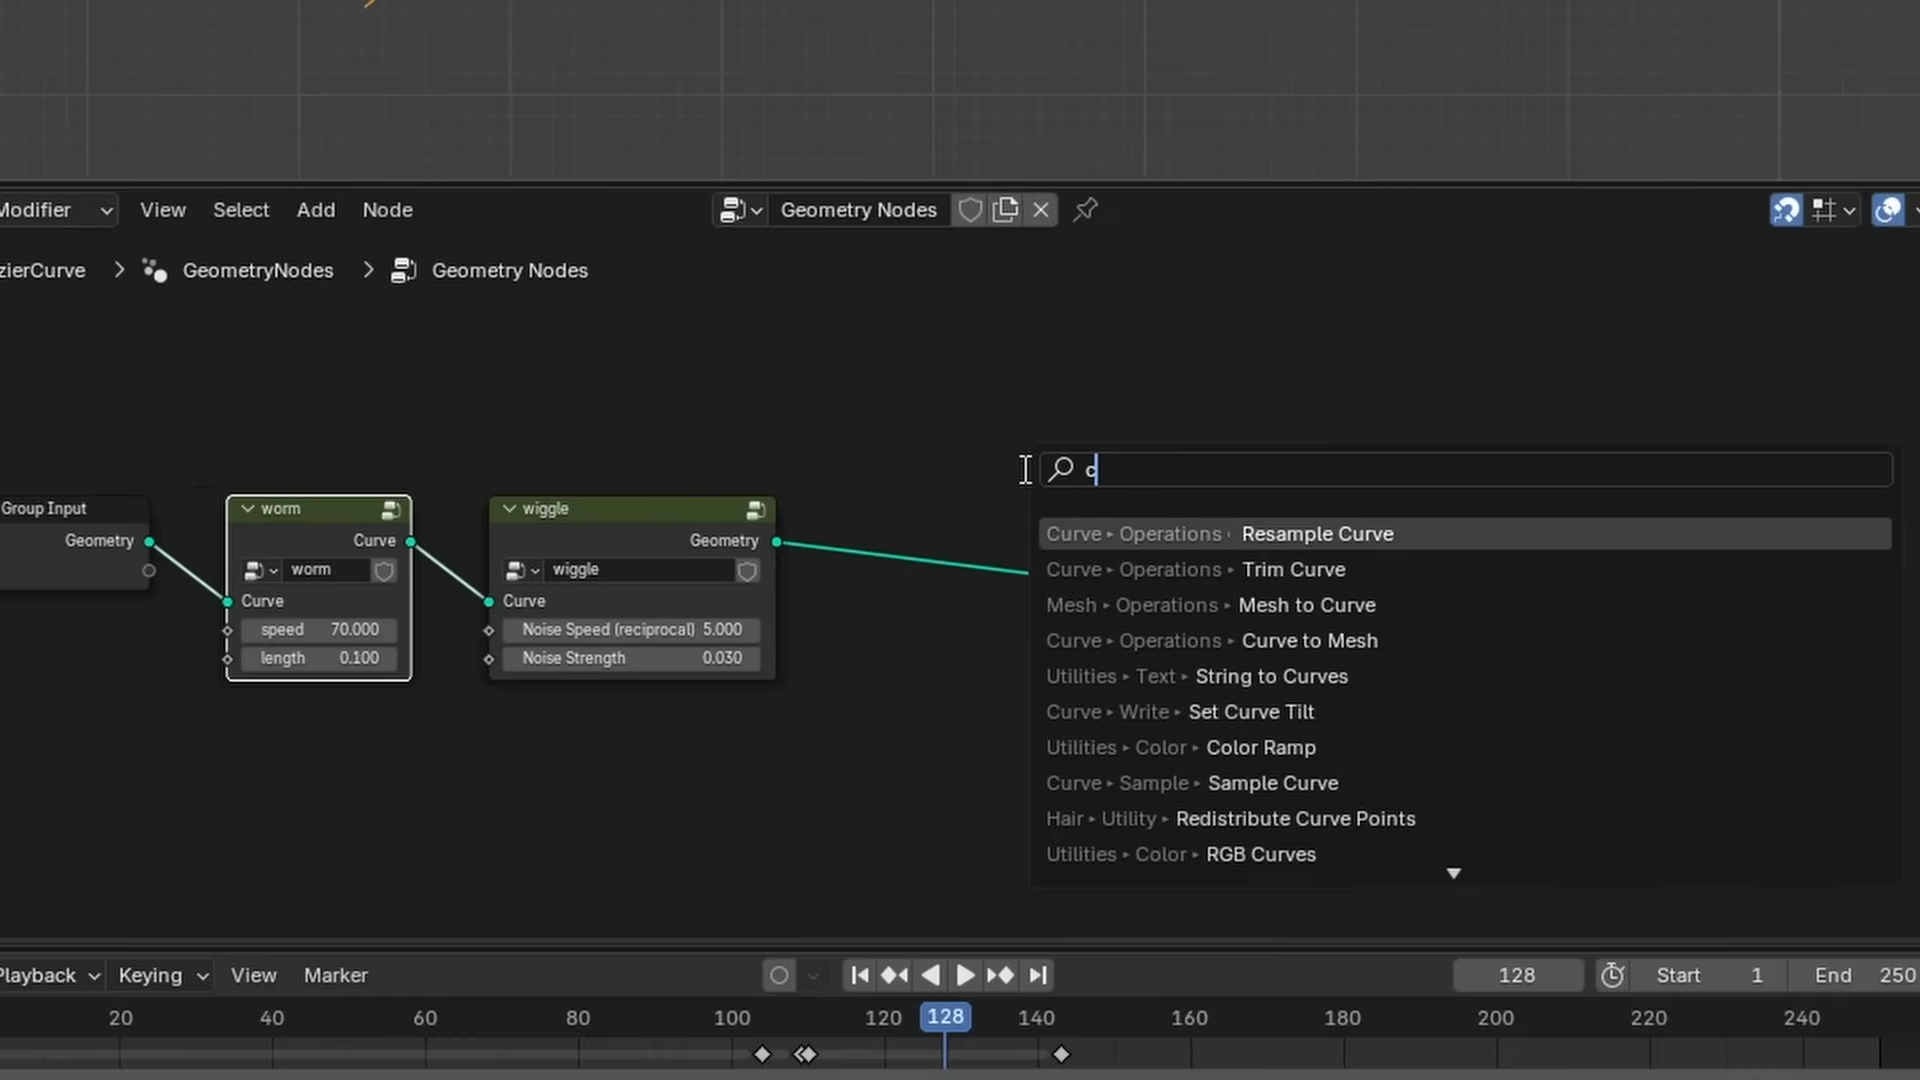 Modifier View Select Add Node Geometry Nodes
zierCurve GeometryNodes Geometry Nodes
c
Curve ▸ Operations ▸ Resample Curve
Curve ▸ Operations ▸ Trim Curve
Mesh ▸ Operations ▸ Mesh to Curve
Curve ▸ Operations ▸ Curve to Mesh
Utilities ▸ Text ▸ String to Curves
Curve ▸ Write ▸ Set Curve Tilt
Utilities ▸ Color ▸ Color Ramp
Curve ▸ Sample ▸ Sample Curve
Hair ▸ Utility ▸ Redistribute Curve Points
Utilities ▸ Color ▸ RGB Curves
Group Input
Geometry
worm
Curve
worm
Curve
speed 70.000
length 0.100
wiggle
Geometry
wiggle
Curve
Noise Speed (reciprocal) 5.000
Noise Strength 0.030
Playback Keying View Marker 128 Start 1 End 250
20 40 60 80 100 120 128 140 160 180 200 220 240